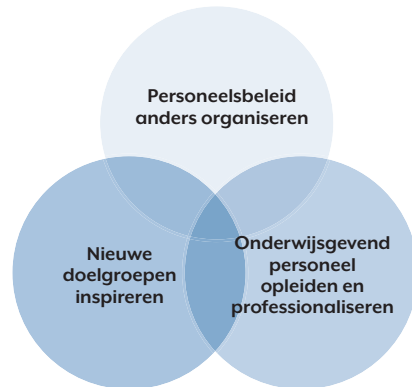 Personeelsbeleid
anders organiseren
Nieuwe
doelgroepen
inspireren
Onderwijsgevend
personeel
opleiden en
professionaliseren